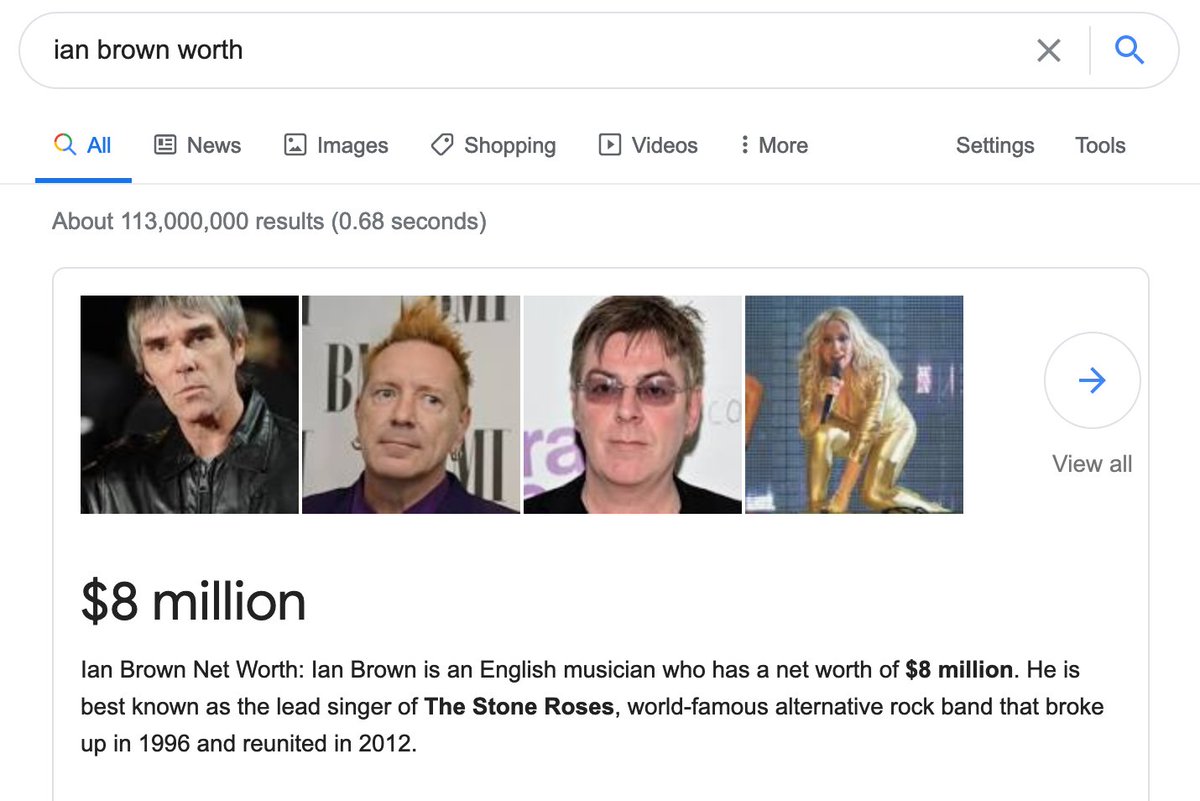 ian brown worth
All News Images Shopping Videos More Settings Tools
About 113,000,000 results (0.68 seconds)
View all
$8 million
Ian Brown Net Worth: Ian Brown is an English musician who has a net worth of $8 million. He is
best known as the lead singer of The Stone Roses, world-famous alternative rock band that broke
up in 1996 and reunited in 2012.